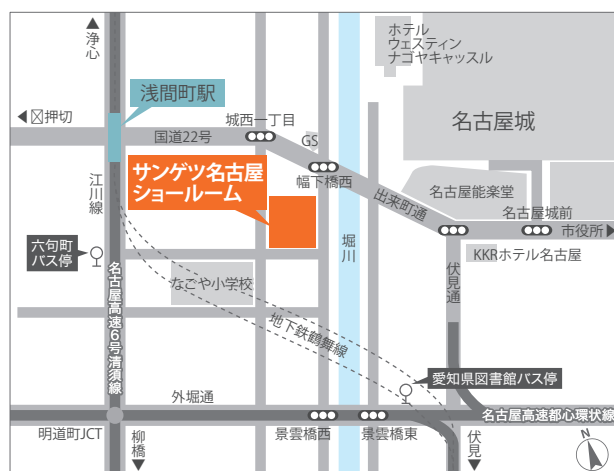 ▲浄心
ホテル
ウェスティン
ナゴヤキャッスル
浅間町駅
◀押切
国道22号
城西一丁目
GS
名古屋城
サンゲツ名古屋
ショールーム
幅下橋西
出来町通
名古屋能楽堂
名古屋城前
市役所▶
江川線
六句町
バス停
堀川
伏見通
KKRホテル名古屋
なごや小学校
名古屋高速6号清須線
地下鉄鶴舞線
愛知県図書館バス停
外堀通
名古屋高速都心環状線
明道町JCT
柳橋▼
景雲橋西
景雲橋東
伏見▼
N